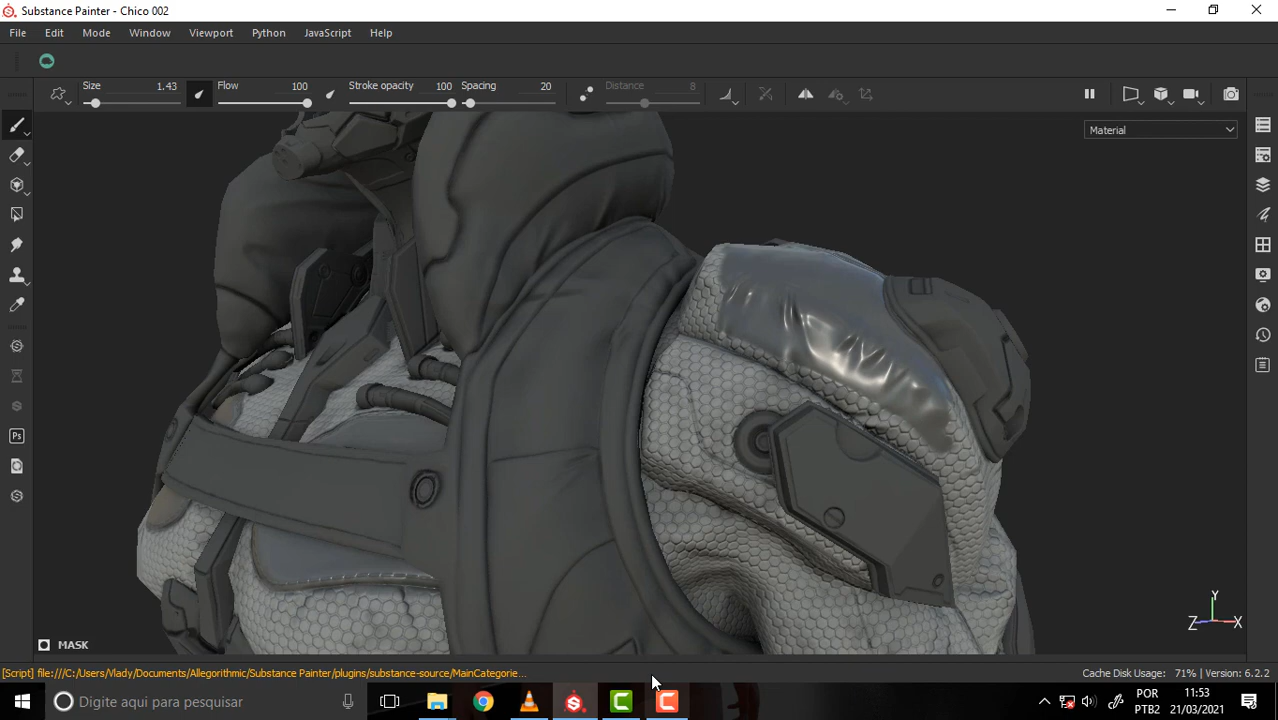 Substance Painter - Chico 002
File Edit Mode Window Viewport Python JavaScript Help
Size 1.43 Flow 100 Stroke opacity 100 Spacing 20 Distance 8
Material
Y
Z X
MASK
[Script] file:///C:/Users/Vlady/Documents/Allegorithmic/Substance Painter/plugins/substance-source/MainCategorie...
Cache Disk Usage: 71% | Version: 6.2.2
Ps
Digite aqui para pesquisar
POR 11:53
PTB2 21/03/2021